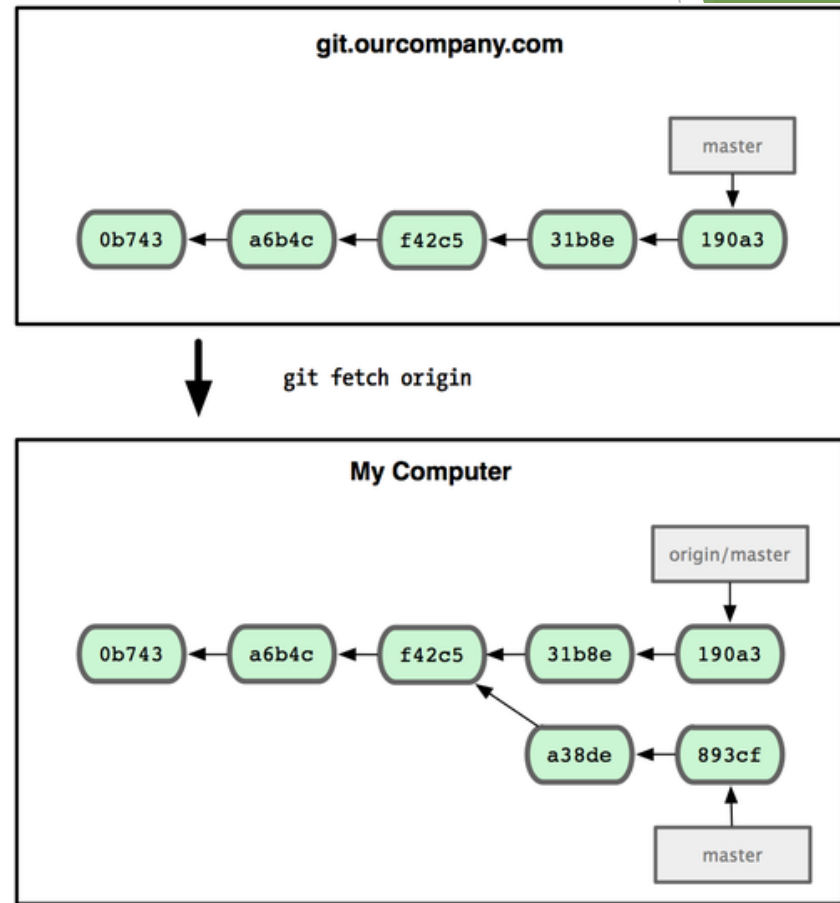 git.ourcompany.com
master
0b743 a6b4c f42c5 31b8e 190a3
git fetch origin
My Computer
origin/master
0b743 a6b4c f42c5 31b8e 190a3
a38de 893cf
master